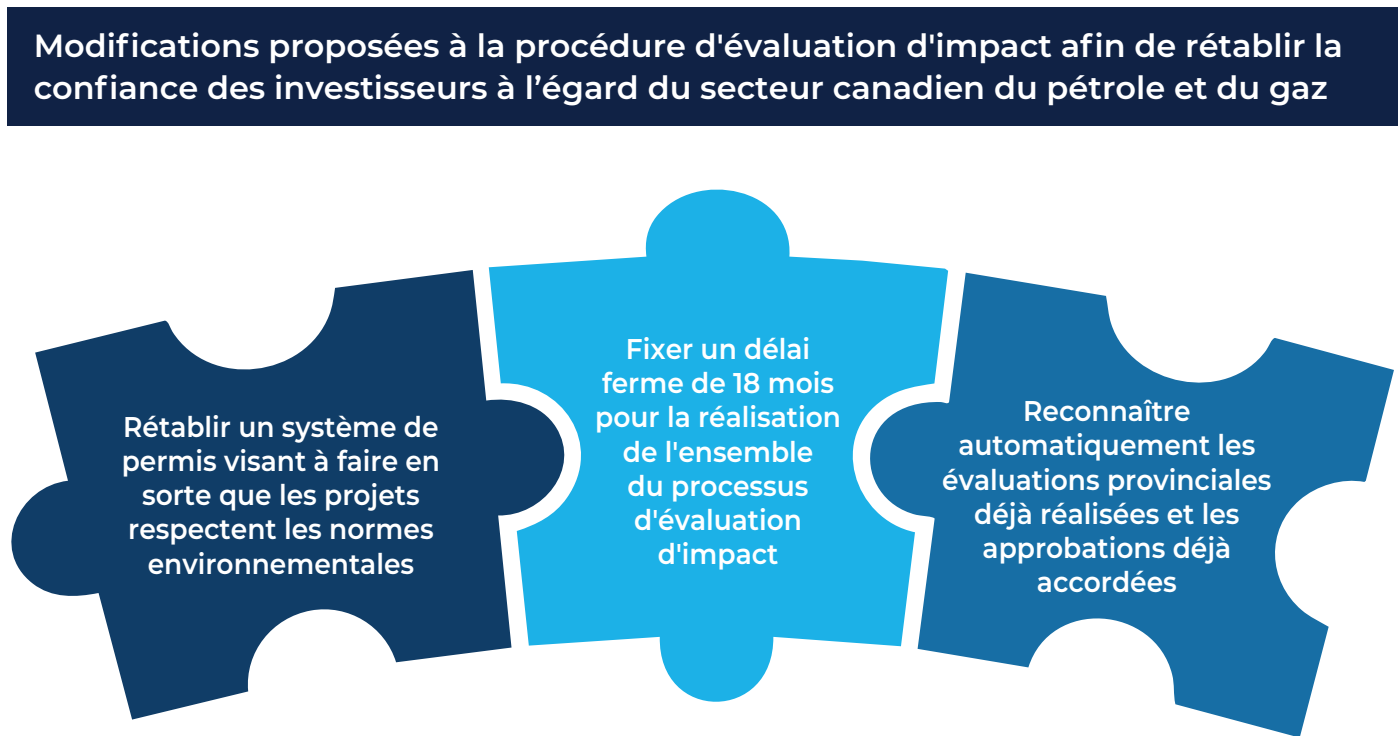 Modifications proposées à la procédure d'évaluation d'impact afin de rétablir la
confiance des investisseurs à l’égard du secteur canadien du pétrole et du gaz
Rétablir un système de
permis visant à faire en
sorte que les projets
respectent les normes
environnementales
Fixer un délai
ferme de 18 mois
pour la réalisation
de l'ensemble
du processus
d'évaluation
d'impact
Reconnaître
automatiquement les
évaluations provinciales
déjà réalisées et les
approbations déjà
accordées